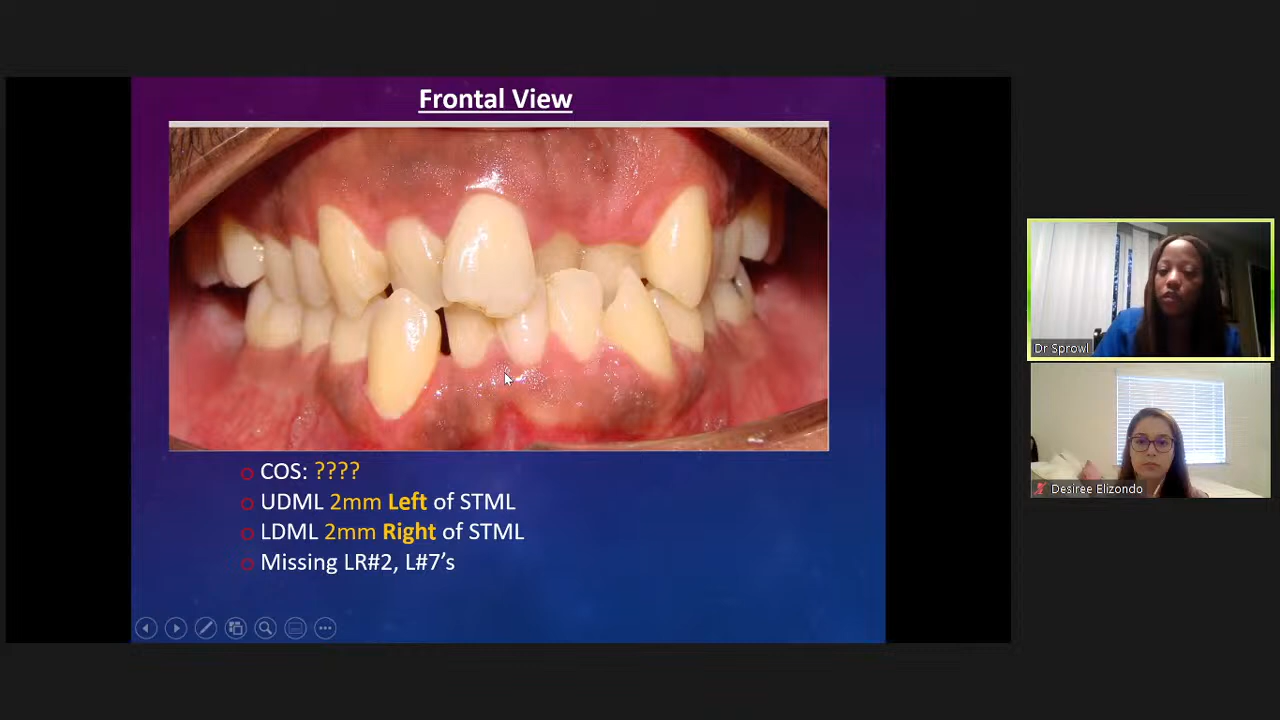 Frontal View
COS: ????
UDML 2mm Left of STML
LDML 2mm Right of STML
Missing LR#2, L#7’s
Dr Sprowl
Desiree Elizondo